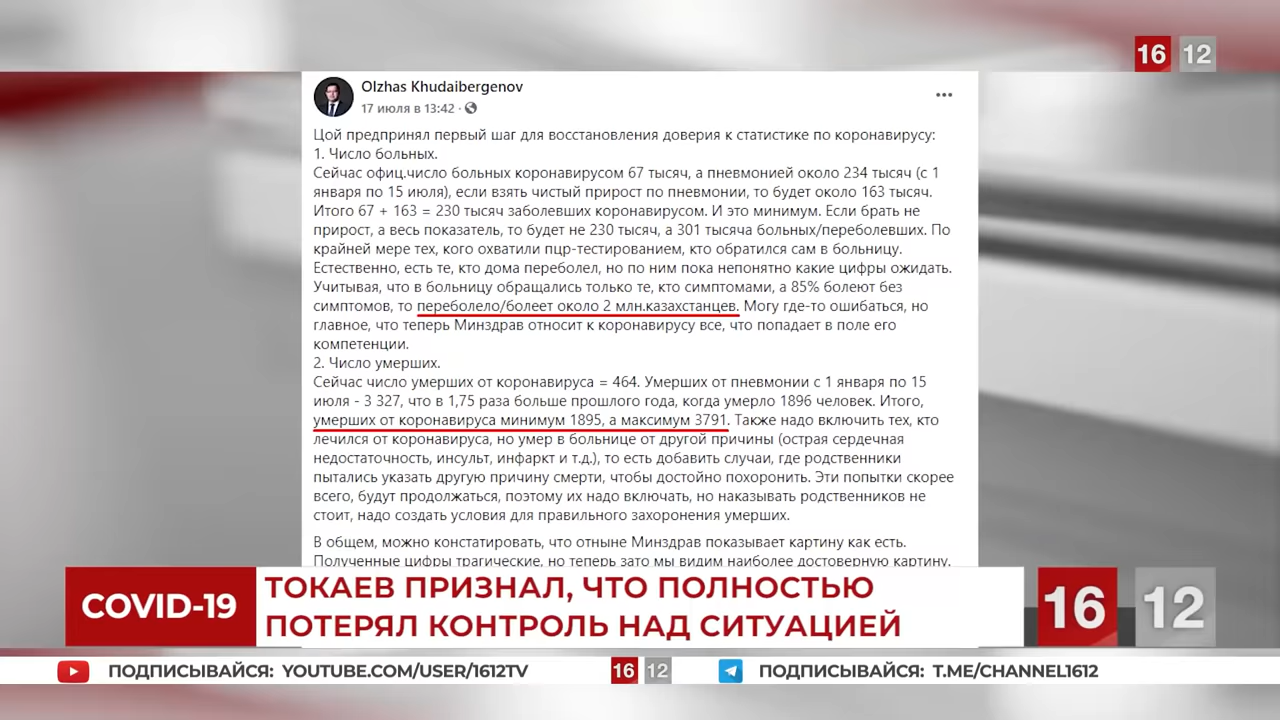 16 12
Olzhas Khudaibergenov
17 июля в 13:42 ·
Цой предпринял первый шаг для восстановления доверия к статистике по коронавирусу:
1. Число больных.
Сейчас офиц.число больных коронавирусом 67 тысяч, а пневмонией около 234 тысяч (с 1
января по 15 июля), если взять чистый прирост по пневмонии, то будет около 163 тысяч.
Итого 67 + 163 = 230 тысяч заболевших коронавирусом. И это минимум. Если брать не
прирост, а весь показатель, то будет не 230 тысяч, а 301 тысяча больных/переболевших. По
крайней мере тех, кого охватили пцр-тестированием, кто обратился сам в больницу.
Естественно, есть те, кто дома переболел, но по ним пока непонятно какие цифры ожидать.
Учитывая, что в больницу обращались только те, кто симптомами, а 85% болеют без
симптомов, то переболело/болеет около 2 млн.казахстанцев. Могу где-то ошибаться, но
главное, что теперь Минздрав относит к коронавирусу все, что попадает в поле его
компетенции.
2. Число умерших.
Сейчас число умерших от коронавируса = 464. Умерших от пневмонии с 1 января по 15
июля - 3 327, что в 1,75 раза больше прошлого года, когда умерло 1896 человек. Итого,
умерших от коронавируса минимум 1895, а максимум 3791. Также надо включить тех, кто
лечился от коронавируса, но умер в больнице от другой причины (острая сердечная
недостаточность, инсульт, инфаркт и т.д.), то есть добавить случаи, где родственники
пытались указать другую причину смерти, чтобы достойно похоронить. Эти попытки скорее
всего, будут продолжаться, поэтому их надо включать, но наказывать родственников не
стоит, надо создать условия для правильного захоронения умерших.
В общем, можно констатировать, что отныне Минздрав показывает картину как есть.
Полученные цифры трагические, но теперь зато мы видим наиболее достоверную картину.
COVID-19
ТОКАЕВ ПРИЗНАЛ, ЧТО ПОЛНОСТЬЮ
ПОТЕРЯЛ КОНТРОЛЬ НАД СИТУАЦИЕЙ
16 12
ПОДПИСЫВАЙСЯ: YOUTUBE.COM/USER/1612TV
16 12
ПОДПИСЫВАЙСЯ: T.ME/CHANNEL1612